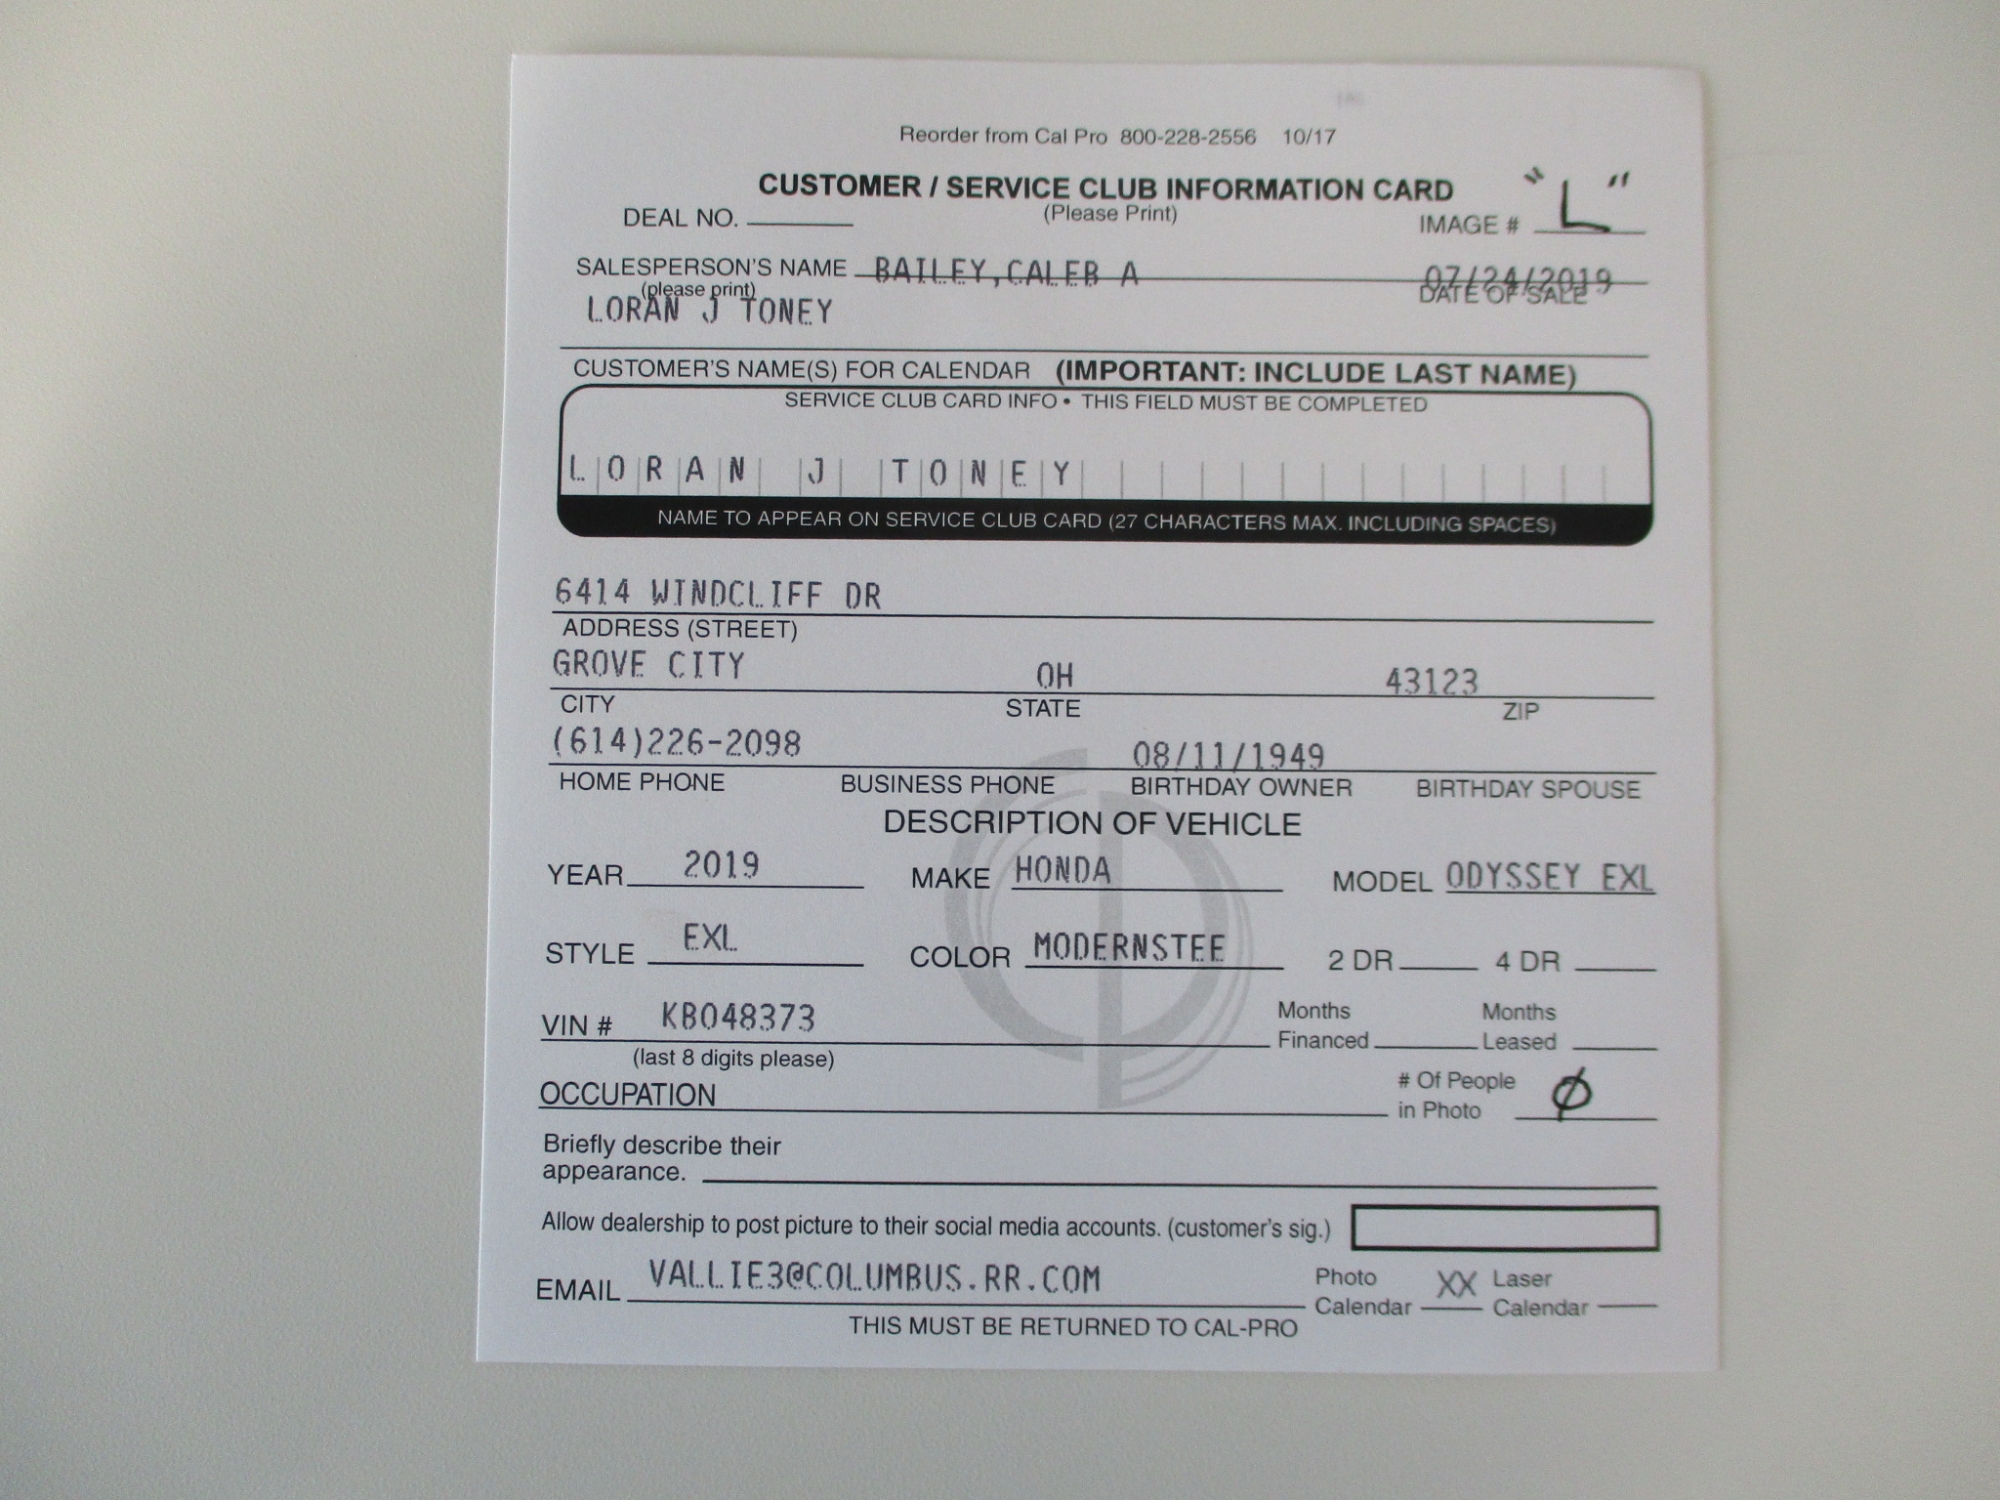 Reorder from Cal Pro 800-228-2556 10/17
CUSTOMER / SERVICE CLUB INFORMATION CARD
(Please Print)
DEAL NO.
IMAGE # "L"
SALESPERSON'S NAME BAILEY,CALEB A 07/24/2019
(please print) DATE OF SALE
LORAN J TONEY
CUSTOMER'S NAME(S) FOR CALENDAR (IMPORTANT: INCLUDE LAST NAME)
SERVICE CLUB CARD INFO • THIS FIELD MUST BE COMPLETED
LORAN J TONEY
NAME TO APPEAR ON SERVICE CLUB CARD (27 CHARACTERS MAX. INCLUDING SPACES)
6414 WINDCLIFF DR
ADDRESS (STREET)
GROVE CITY OH 43123
CITY STATE ZIP
(614)226-2098 08/11/1949
HOME PHONE BUSINESS PHONE BIRTHDAY OWNER BIRTHDAY SPOUSE
DESCRIPTION OF VEHICLE
YEAR 2019 MAKE HONDA MODEL ODYSSEY EXL
STYLE EXL COLOR MODERNSTEE 2 DR 4 DR
VIN # KB048373 Months Financed Months Leased
(last 8 digits please)
OCCUPATION # Of People in Photo Ø
Briefly describe their
appearance.
Allow dealership to post picture to their social media accounts. (customer's sig.)
EMAIL VALLIE3@COLUMBUS.RR.COM Photo Calendar XX Laser Calendar
THIS MUST BE RETURNED TO CAL-PRO